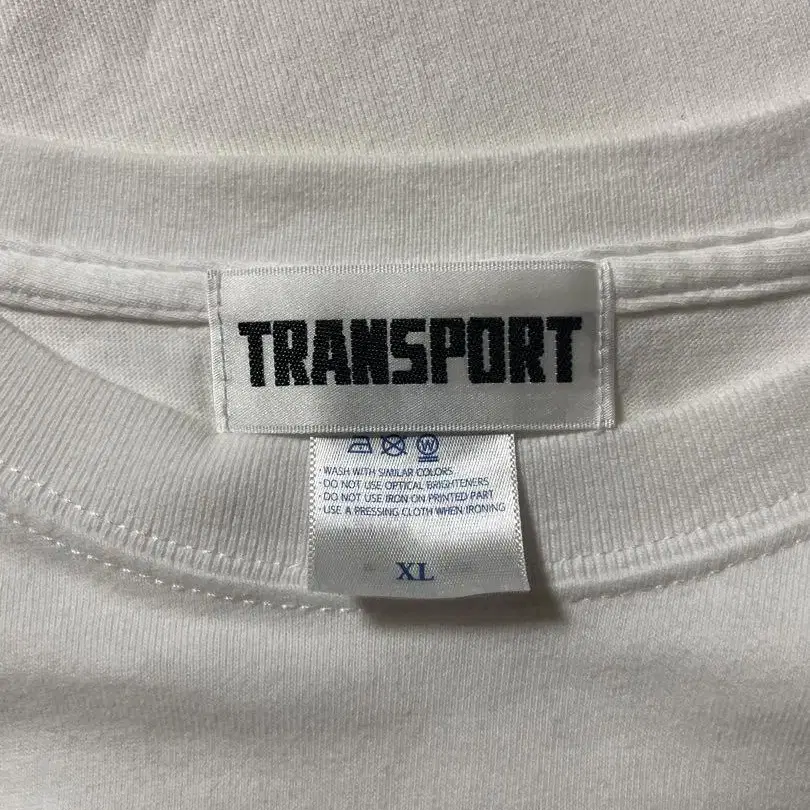 TRANSPORT
W
· WASH WITH SIMILAR COLORS
· DO NOT USE OPTICAL BRIGHTENERS
· DO NOT USE IRON ON PRINTED PART
· USE A PRESSING CLOTH WHEN IRONING
XL